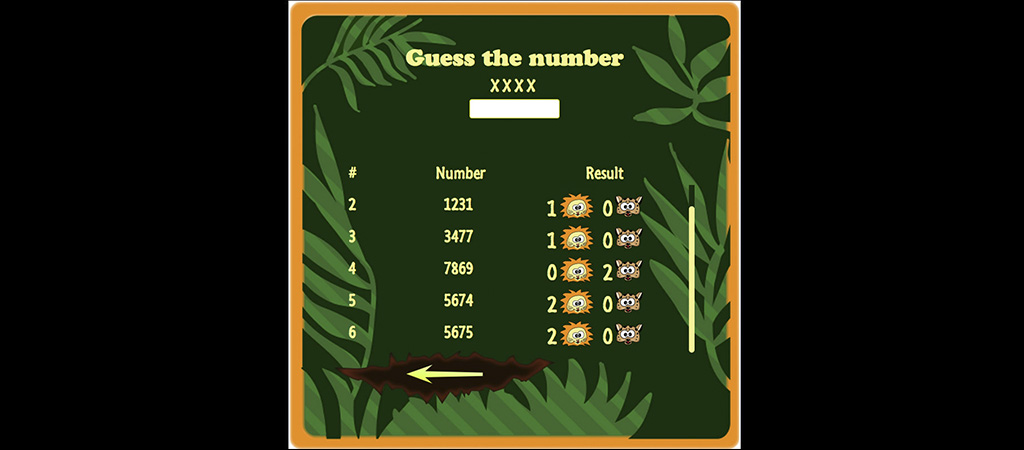 Guess the number
XXXX
# Number Result
2 1231 1 0
3 3477 1 0
4 7869 0 2
5 5674 2 0
6 5675 2 0